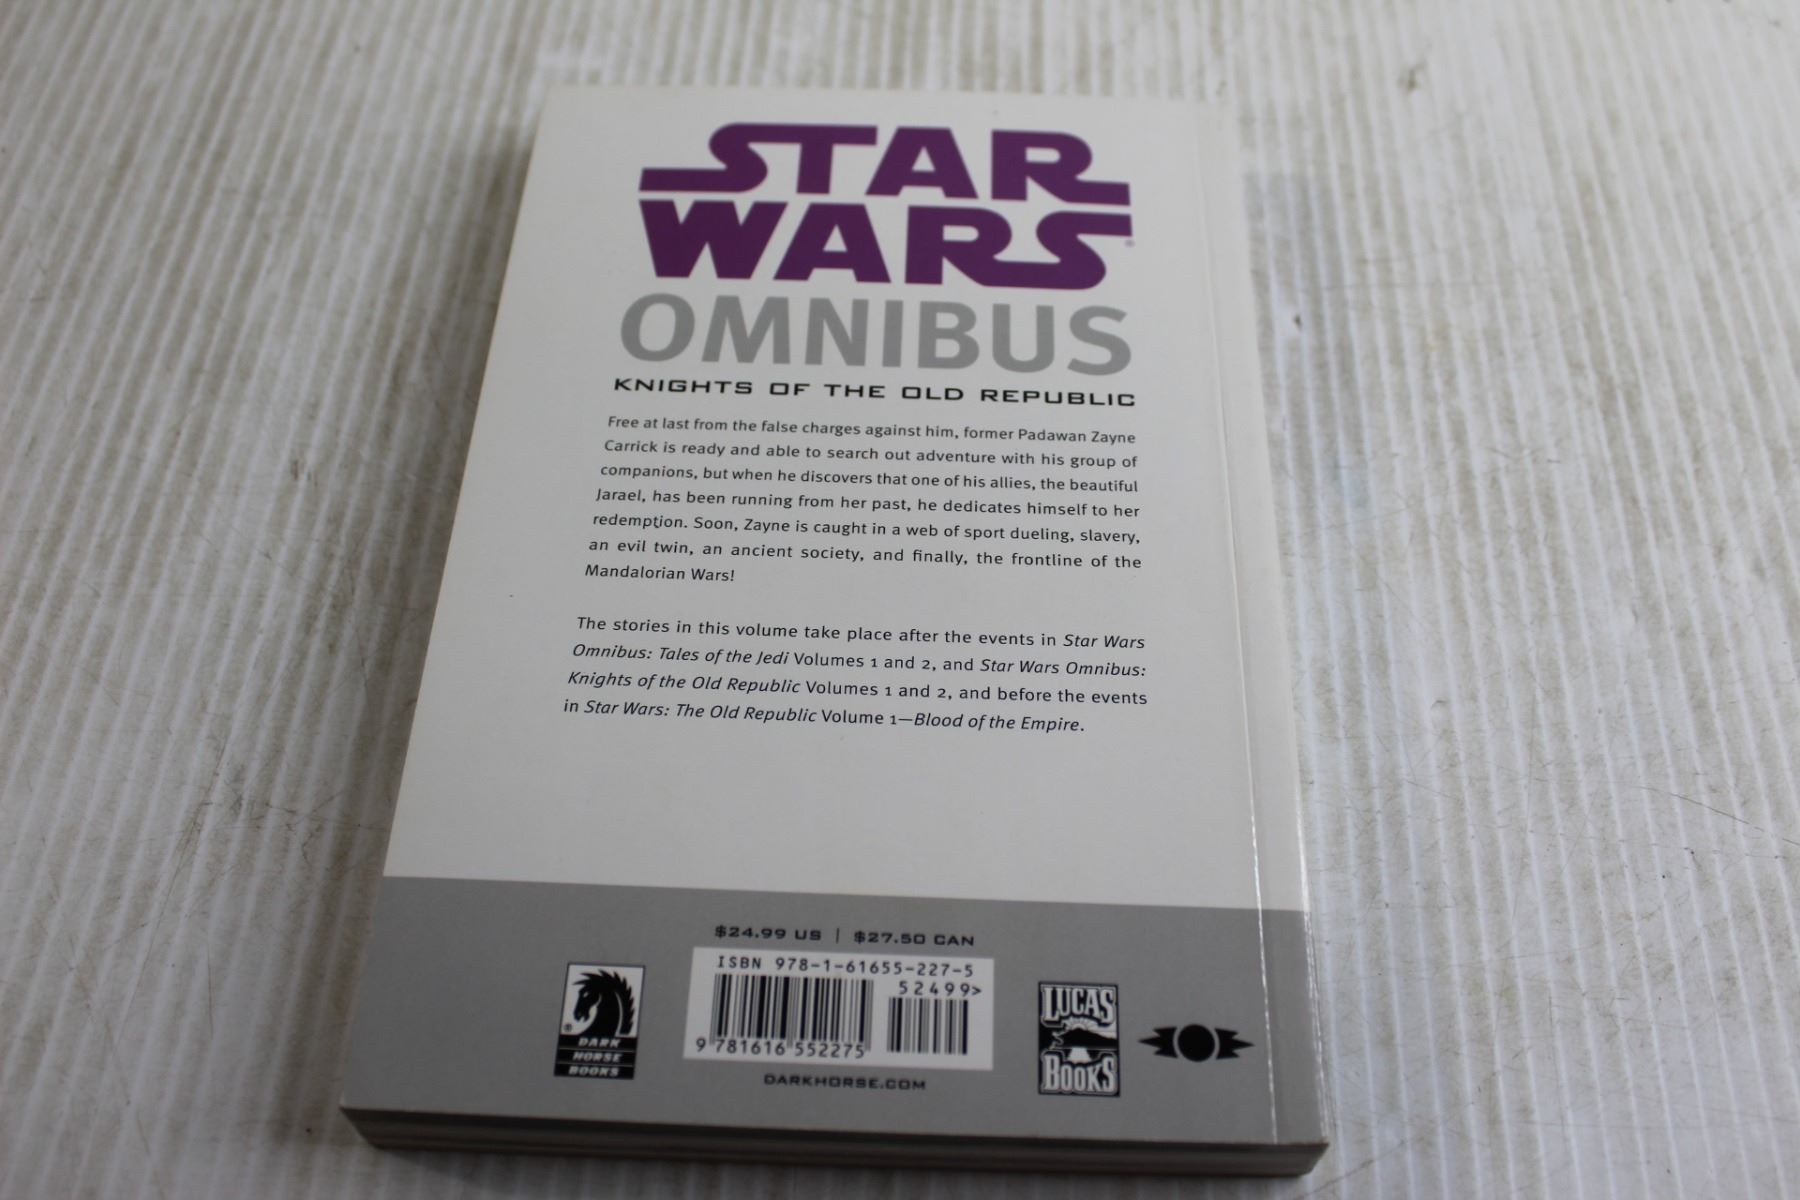 STAR
WARS®
OMNIBUS
KNIGHTS OF THE OLD REPUBLIC
Free at last from the false charges against him, former Padawan Zayne
Carrick is ready and able to search out adventure with his group of
companions, but when he discovers that one of his allies, the beautiful
Jarael, has been running from her past, he dedicates himself to her
redemption. Soon, Zayne is caught in a web of sport dueling, slavery,
an evil twin, an ancient society, and finally, the frontline of the
Mandalorian Wars!
The stories in this volume take place after the events in Star Wars
Omnibus: Tales of the Jedi Volumes 1 and 2, and Star Wars Omnibus:
Knights of the Old Republic Volumes 1 and 2, and before the events
in Star Wars: The Old Republic Volume 1—Blood of the Empire.
$24.99 US | $27.50 CAN
ISBN 978-1-61655-227-5
52499>
9 781616 552275
DARKHORSE.COM
®
DARK
HORSE
BOOKS
LUCAS
BOOKS